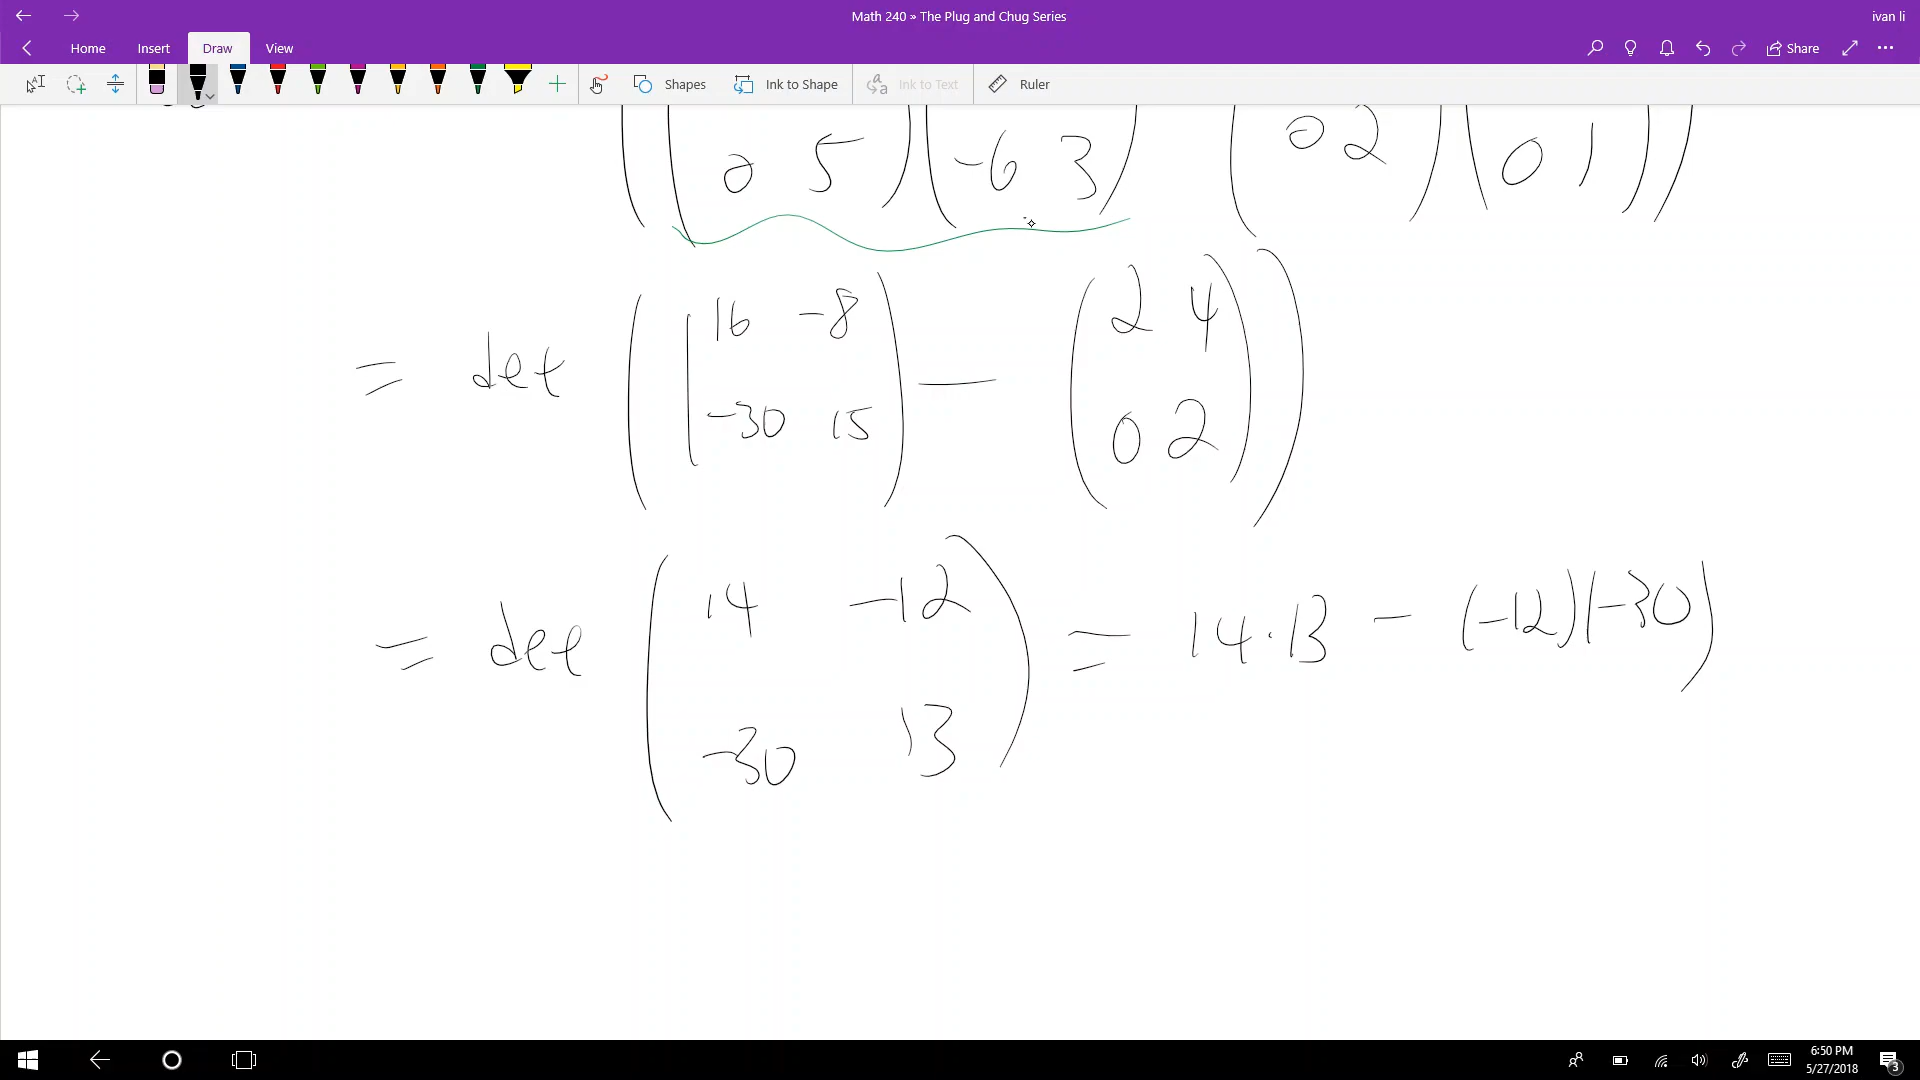 Math 240 » The Plug and Chug Series
ivan li
Home Insert Draw View Share
Shapes Ink to Shape Ink to Text Ruler
( ( 0 5 ) ( -6 3 ) ( 0 2 ) ( 0 1 ) )
= det ( ( 16 -8
-30 15 ) — ( 2 4
0 2 ) )
= det ( 14 -12
-30 13 ) = 14·13 - (-12)(-30)
6:50 PM
5/27/2018
3